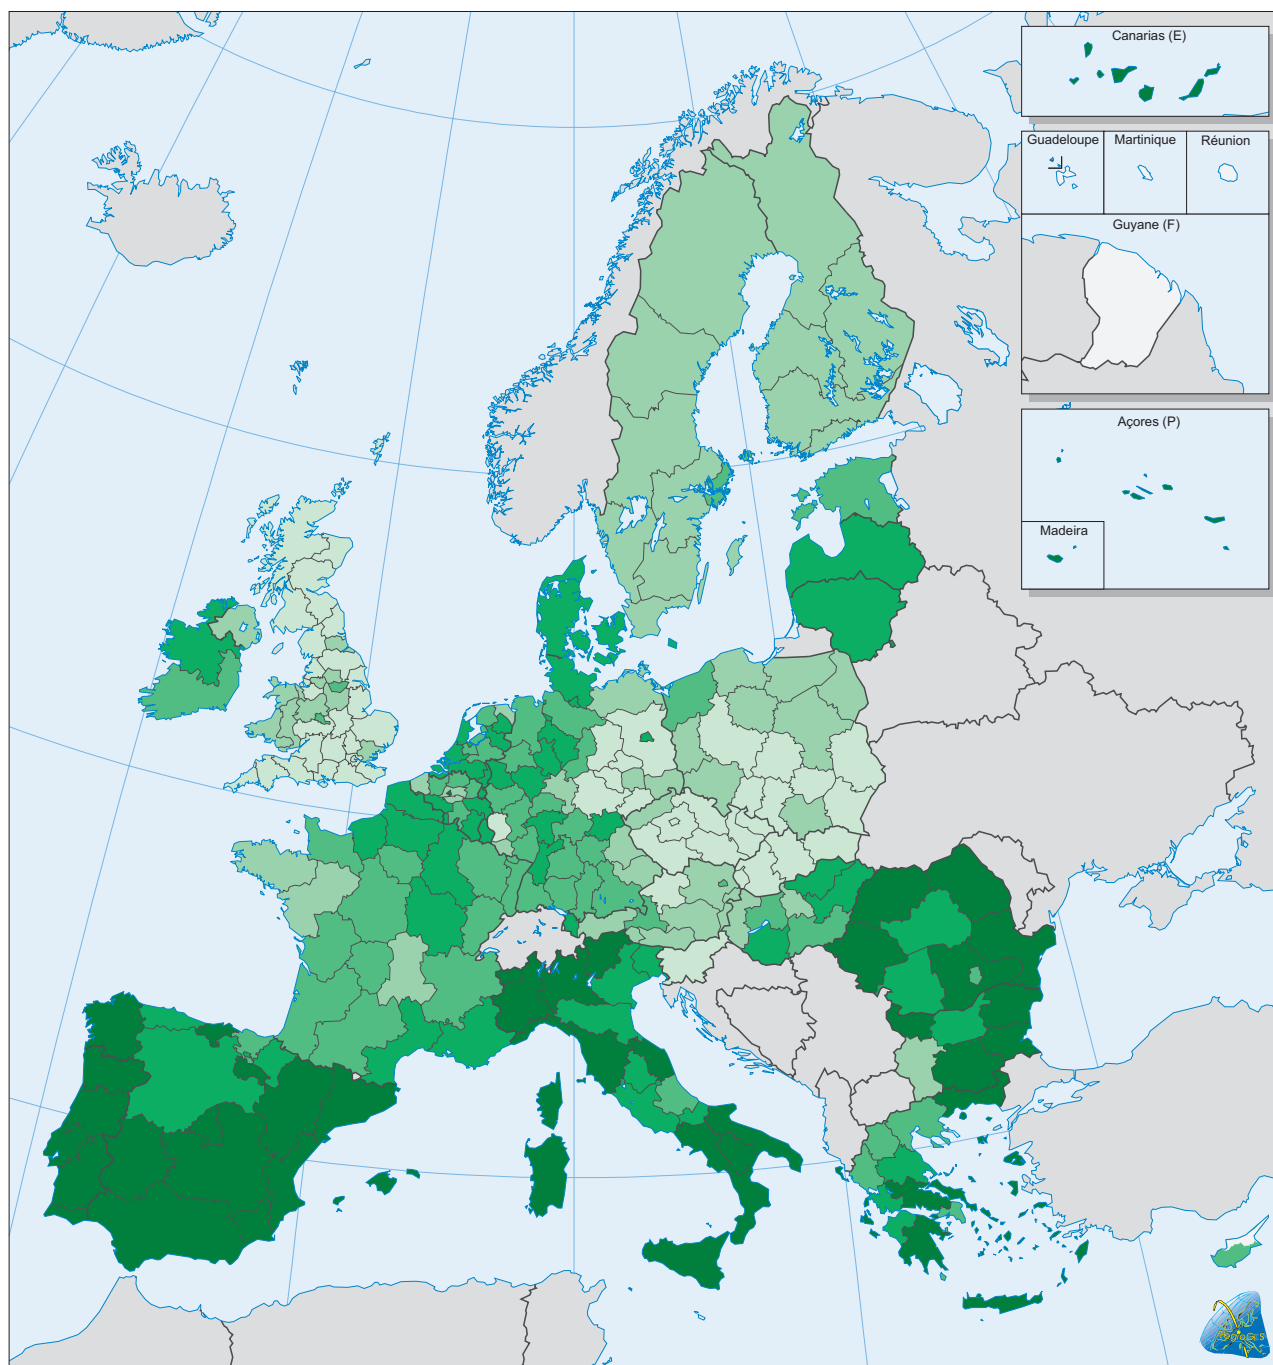 Canarias (E)
Guadeloupe
Martinique
Réunion
Guyane (F)
Açores (P)
Madeira